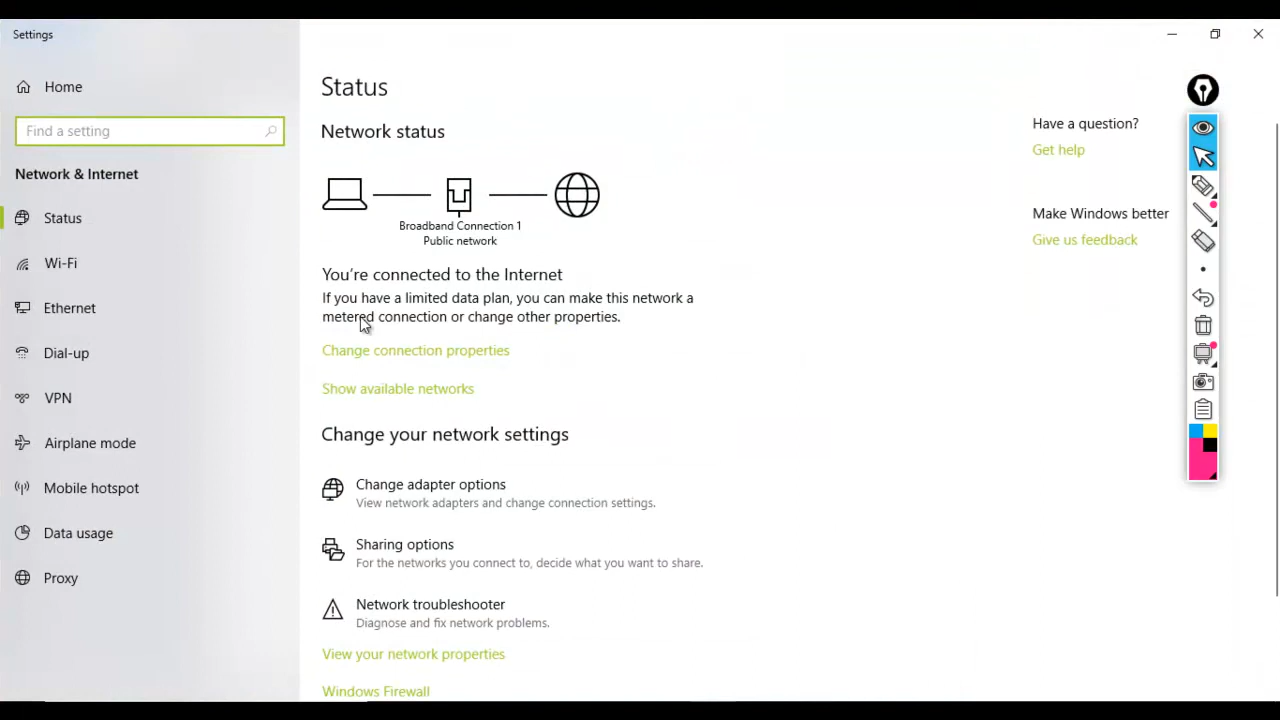 Settings
Home
Find a setting
Network & Internet
Status
Wi-Fi
Ethernet
Dial-up
VPN
Airplane mode
Mobile hotspot
Data usage
Proxy
Status
Network status
Broadband Connection 1
Public network
You're connected to the Internet
If you have a limited data plan, you can make this network a
metered connection or change other properties.
Change connection properties
Show available networks
Change your network settings
Change adapter options
View network adapters and change connection settings.
Sharing options
For the networks you connect to, decide what you want to share.
Network troubleshooter
Diagnose and fix network problems.
View your network properties
Windows Firewall
Have a question?
Get help
Make Windows better
Give us feedback